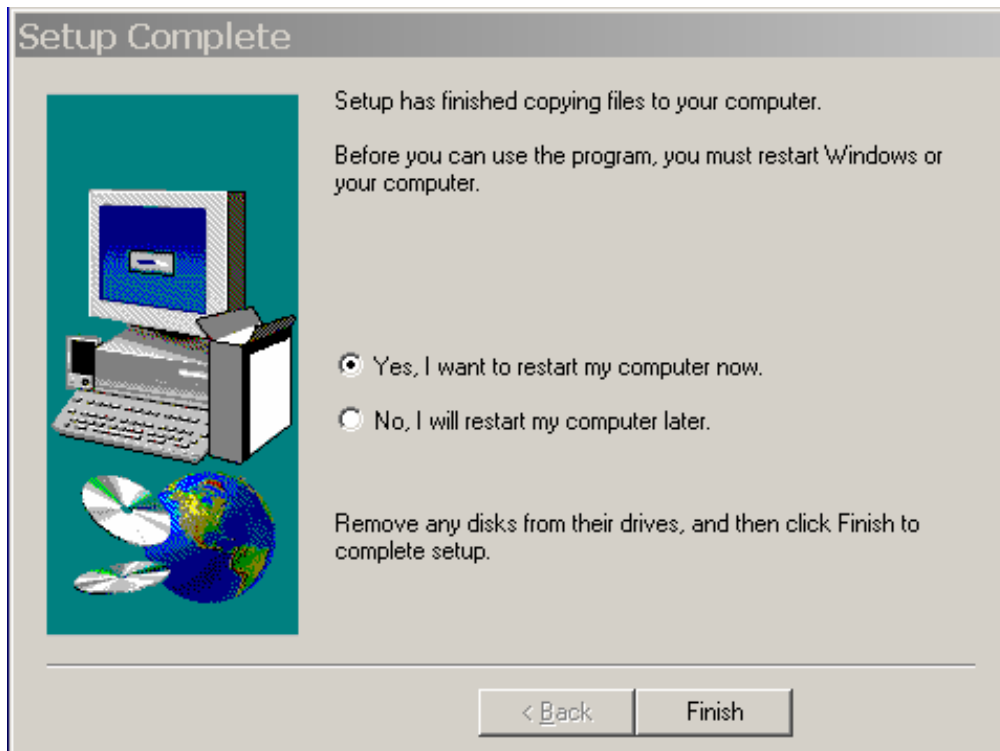 Setup Complete
Setup has finished copying files to your computer.
Before you can use the program, you must restart Windows or
your computer.
Yes, I want to restart my computer now.
No, I will restart my computer later.
Remove any disks from their drives, and then click Finish to
complete setup.
< Back
Finish